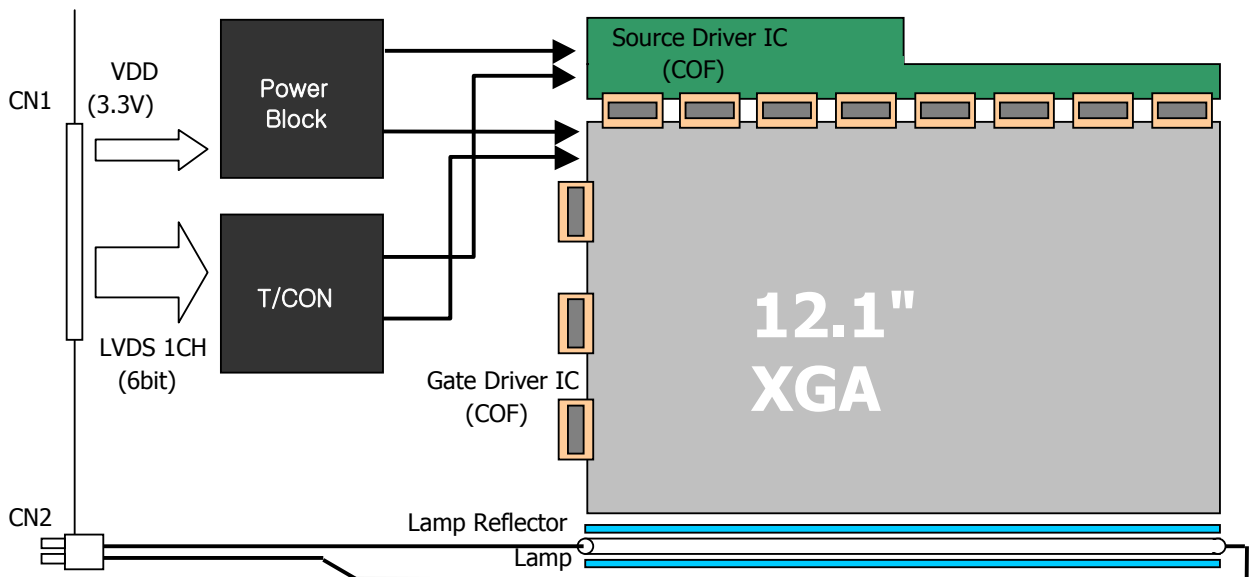 CN1
VDD
(3.3V)
Power
Block
Source Driver IC
(COF)
LVDS 1CH
(6bit)
T/CON
Gate Driver IC
(COF)
12.1"
XGA
CN2
Lamp Reflector
Lamp